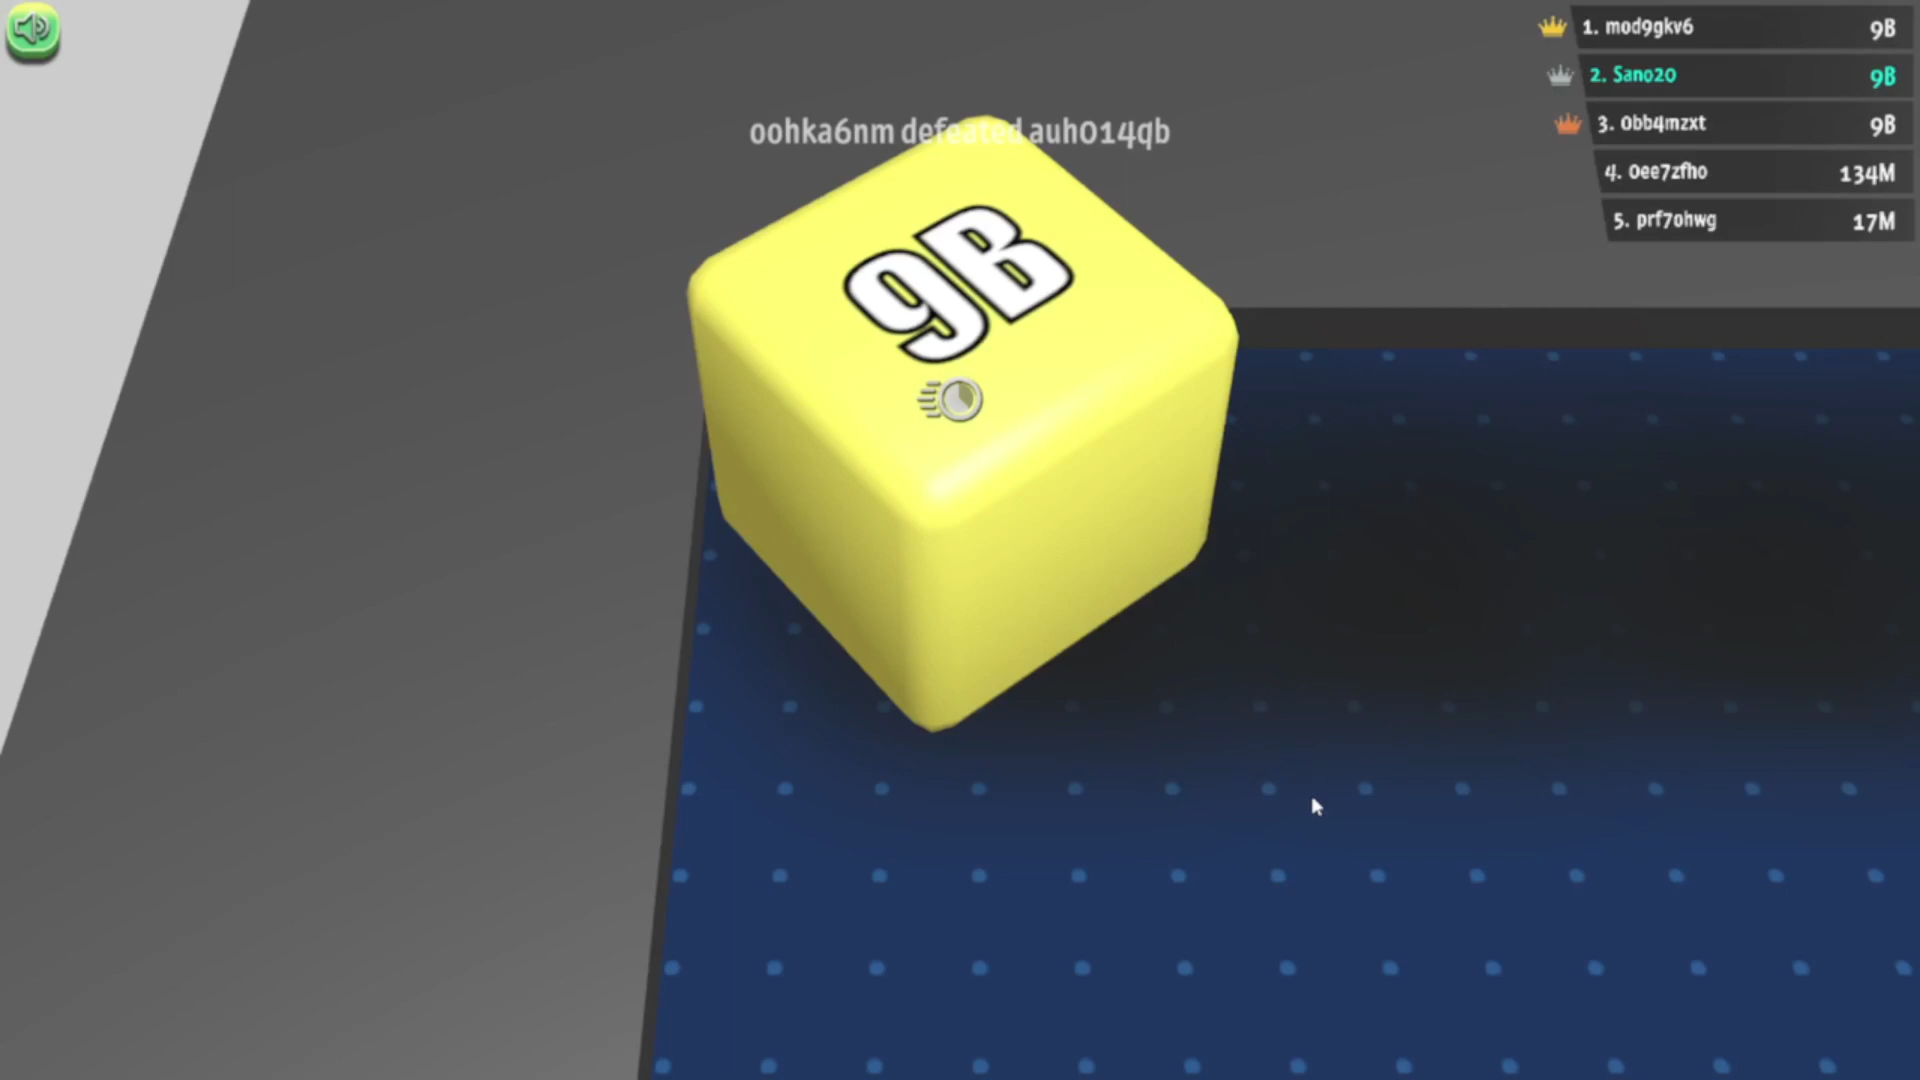 oohka6nm defeated auh014qb
9B
1. mod9gkv6 9B
2. Sano20 9B
3. 0bb4mzxt 9B
4. 0ee7zfho 134M
5. prf7ohwg 17M